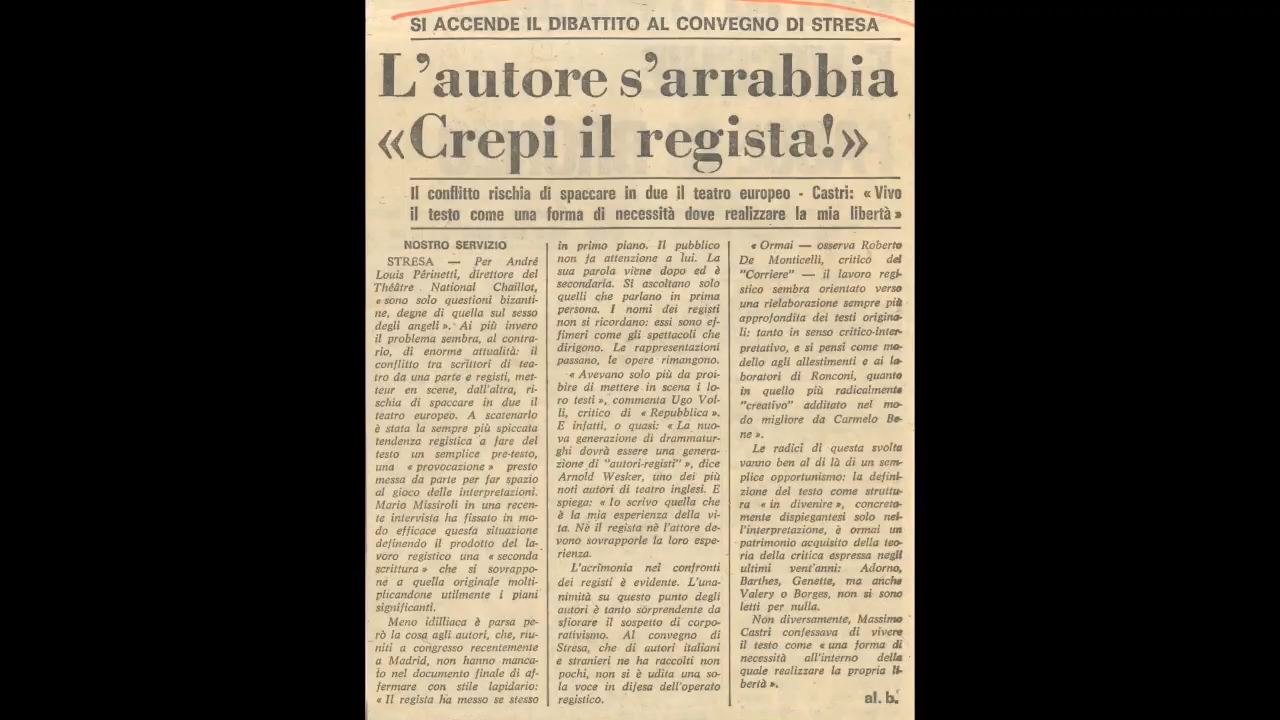 SI ACCENDE IL DIBATTITO AL CONVEGNO DI STRESA
L'autore s'arrabbia
«Crepi il regista!»
Il conflitto rischia di spaccare in due il teatro europeo - Castri: «Vivo
il testo come una forma di necessità dove realizzare la mia libertà»
NOSTRO SERVIZIO
STRESA — Per André
Louis Périnetti, direttore del
Théâtre National Chaillot,
«sono solo questioni bizanti-
ne, degne di quella sul sesso
degli angeli». Ai più invero
il problema sembra, al contra-
rio, di enorme attualità: il
conflitto tra scrittori di tea-
tro da una parte e registi, met-
teur en scene, dall'altra, ri-
schia di spaccare in due il
teatro europeo. A scatenarlo
è stata la sempre più spiccata
tendenza registica a fare del
testo un semplice pre-testo,
una «provocazione» presto
messa da parte per far spazio
al gioco delle interpretazioni.
Mario Missiroli in una recen-
te intervista ha fissato in mo-
do efficace questa situazione
definendo il prodotto del la-
voro registico una «seconda
scrittura» che si sovrappo-
ne a quella originale molti-
plicandone utilmente i piani
significanti.
Meno idilliaca è parsa pe-
rò la cosa agli autori, che, riu-
niti a congresso recentemente
a Madrid, non hanno manca-
to nel documento finale di af-
fermare con stile lapidario:
«Il regista ha messo se stesso
in primo piano. Il pubblico
non fa attenzione a lui. La
sua parola viene dopo ed è
secondaria. Si ascoltano solo
quelli che parlano in prima
persona. I nomi dei registi
non si ricordano: essi sono ef-
fimeri come gli spettacoli che
dirigono. Le rappresentazioni
passano, le opere rimangono.
«Avevano solo più da proi-
bire di mettere in scena i lo-
ro testi», commenta Ugo Vol-
li, critico di «Repubblica».
E infatti, o quasi: «La nuo-
va generazione di drammatur-
ghi dovrà essere una genera-
zione di "autori-registi"», dice
Arnold Wesker, uno dei più
noti autori di teatro inglesi. E
spiega: «Io scrivo quella che
è la mia esperienza della vi-
ta. Nè il regista nè l'attore de-
vono sovrapporle la loro espe-
rienza.
L'acrimonia nei confronti
dei registi è evidente. L'una-
nimità su questo punto degli
autori è tanto sorprendente da
sfiorare il sospetto di corpo-
rativismo. Al convegno di
Stresa, che di autori italiani
e stranieri ne ha raccolti non
pochi, non si è udita una so-
la voce in difesa dell'operato
registico.
«Ormai — osserva Roberto
De Monticelli, critico del
"Corriere" — il lavoro regi-
stico sembra orientato verso
una rielaborazione sempre più
approfondita dei testi origina-
li: tanto in senso critico-inter-
pretativo, e si pensi come mo-
dello agli allestimenti e ai la-
boratori di Ronconi, quanto
in quello più radicalmente
"creativo" additato nel mo-
do migliore da Carmelo Be-
ne».
Le radici di questa svolta
vanno ben al di là di un sem-
plice opportunismo: la defini-
zione del testo come struttu-
ra «in divenire», concreta-
mente dispiegantesi solo nel-
l'interpretazione, è ormai un
patrimonio acquisito della teo-
ria della critica espressa negli
ultimi vent'anni: Adorno,
Barthes, Genette, ma anche
Valery o Borges, non si sono
letti per nulla.
Non diversamente, Massimo
Castri confessava di vivere
il testo come «una forma di
necessità all'interno della
quale realizzare la propria li-
bertà».
al. b.